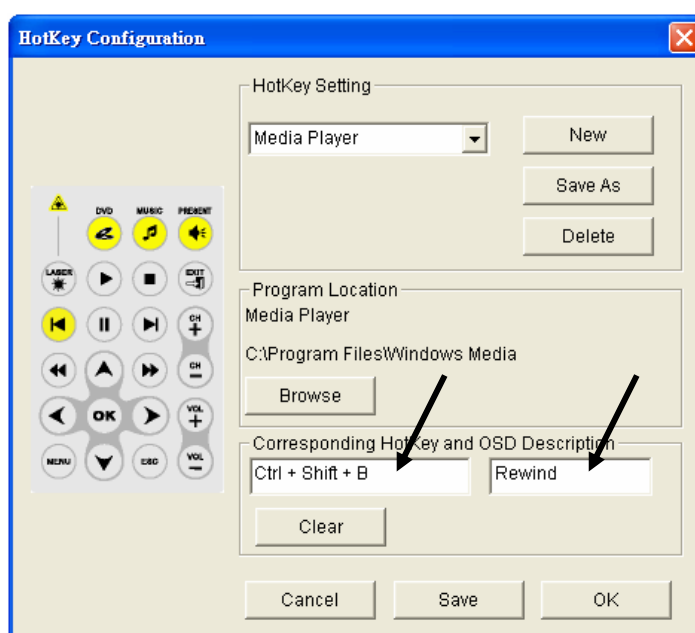 HotKey Configuration
HotKey Setting
Media Player
New
Save As
Delete
DVD MUSIC PRESENT
LASER
EXIT
CH
CH
OK
VOL
MENU
ESC
VOL
Program Location
Media Player
C:\Program Files\Windows Media
Browse
Corresponding HotKey and OSD Description
Ctrl + Shift + B
Rewind
Clear
Cancel
Save
OK